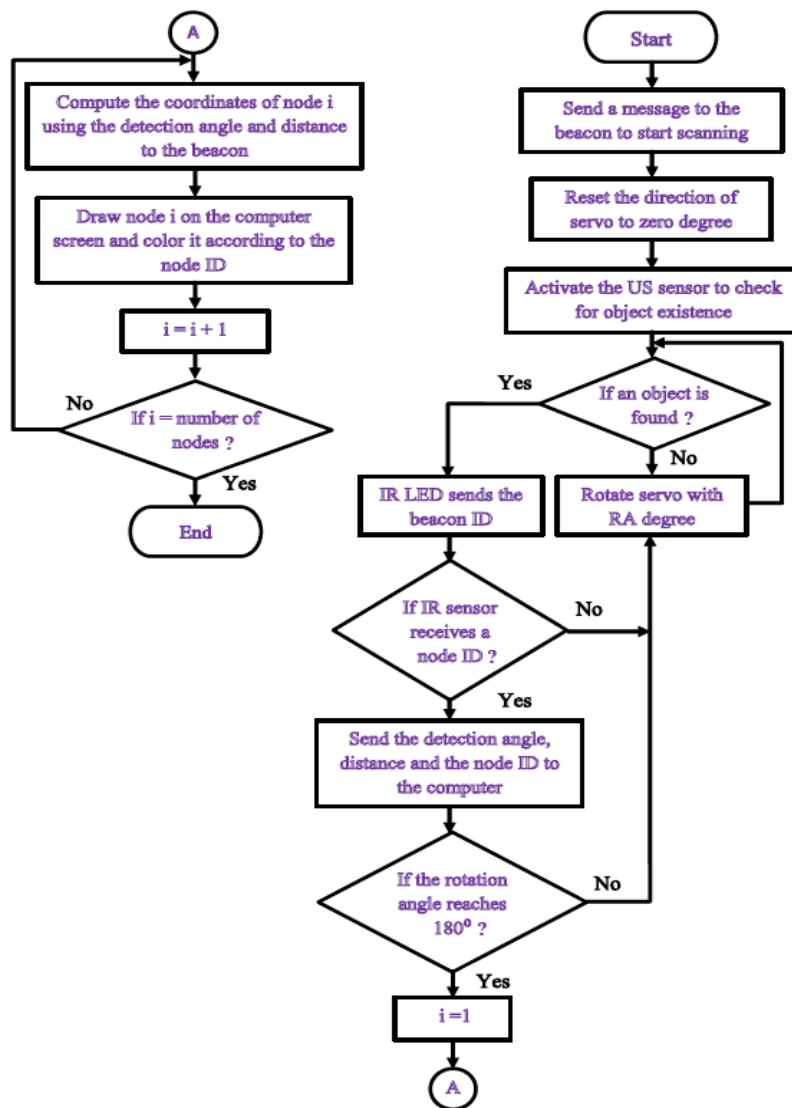 Start
Send a message to the
beacon to start scanning
Reset the direction of
servo to zero degree
Activate the US sensor to check
for object existence
If an object is
found ?
Yes
No
IR LED sends the
beacon ID
Rotate servo with
RA degree
If IR sensor
receives a
node ID ?
No
Yes
Send the detection angle,
distance and the node ID to
the computer
If the rotation
angle reaches
180⁰ ?
No
Yes
i =1
A
A
Compute the coordinates of node i
using the detection angle and distance
to the beacon
Draw node i on the computer
screen and color it according to the
node ID
i = i + 1
If i = number of
nodes ?
No
Yes
End